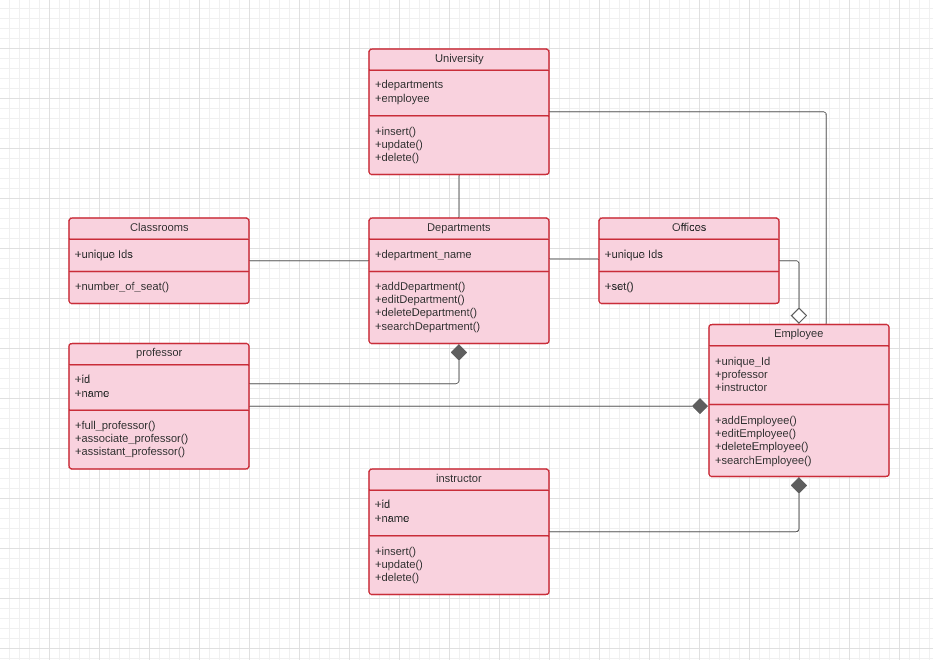 University
+departments
+employee
+insert()
+update()
+delete()
Classrooms
+unique Ids
+number_of_seat()
Departments
+department_name
+addDepartment()
+editDepartment()
+deleteDepartment()
+searchDepartment()
Offices
+unique Ids
+set()
professor
+id
+name
+full_professor()
+associate_professor()
+assistant_professor()
Employee
+unique_Id
+professor
+instructor
+addEmployee()
+editEmployee()
+deleteEmployee()
+searchEmployee()
instructor
+id
+name
+insert()
+update()
+delete()